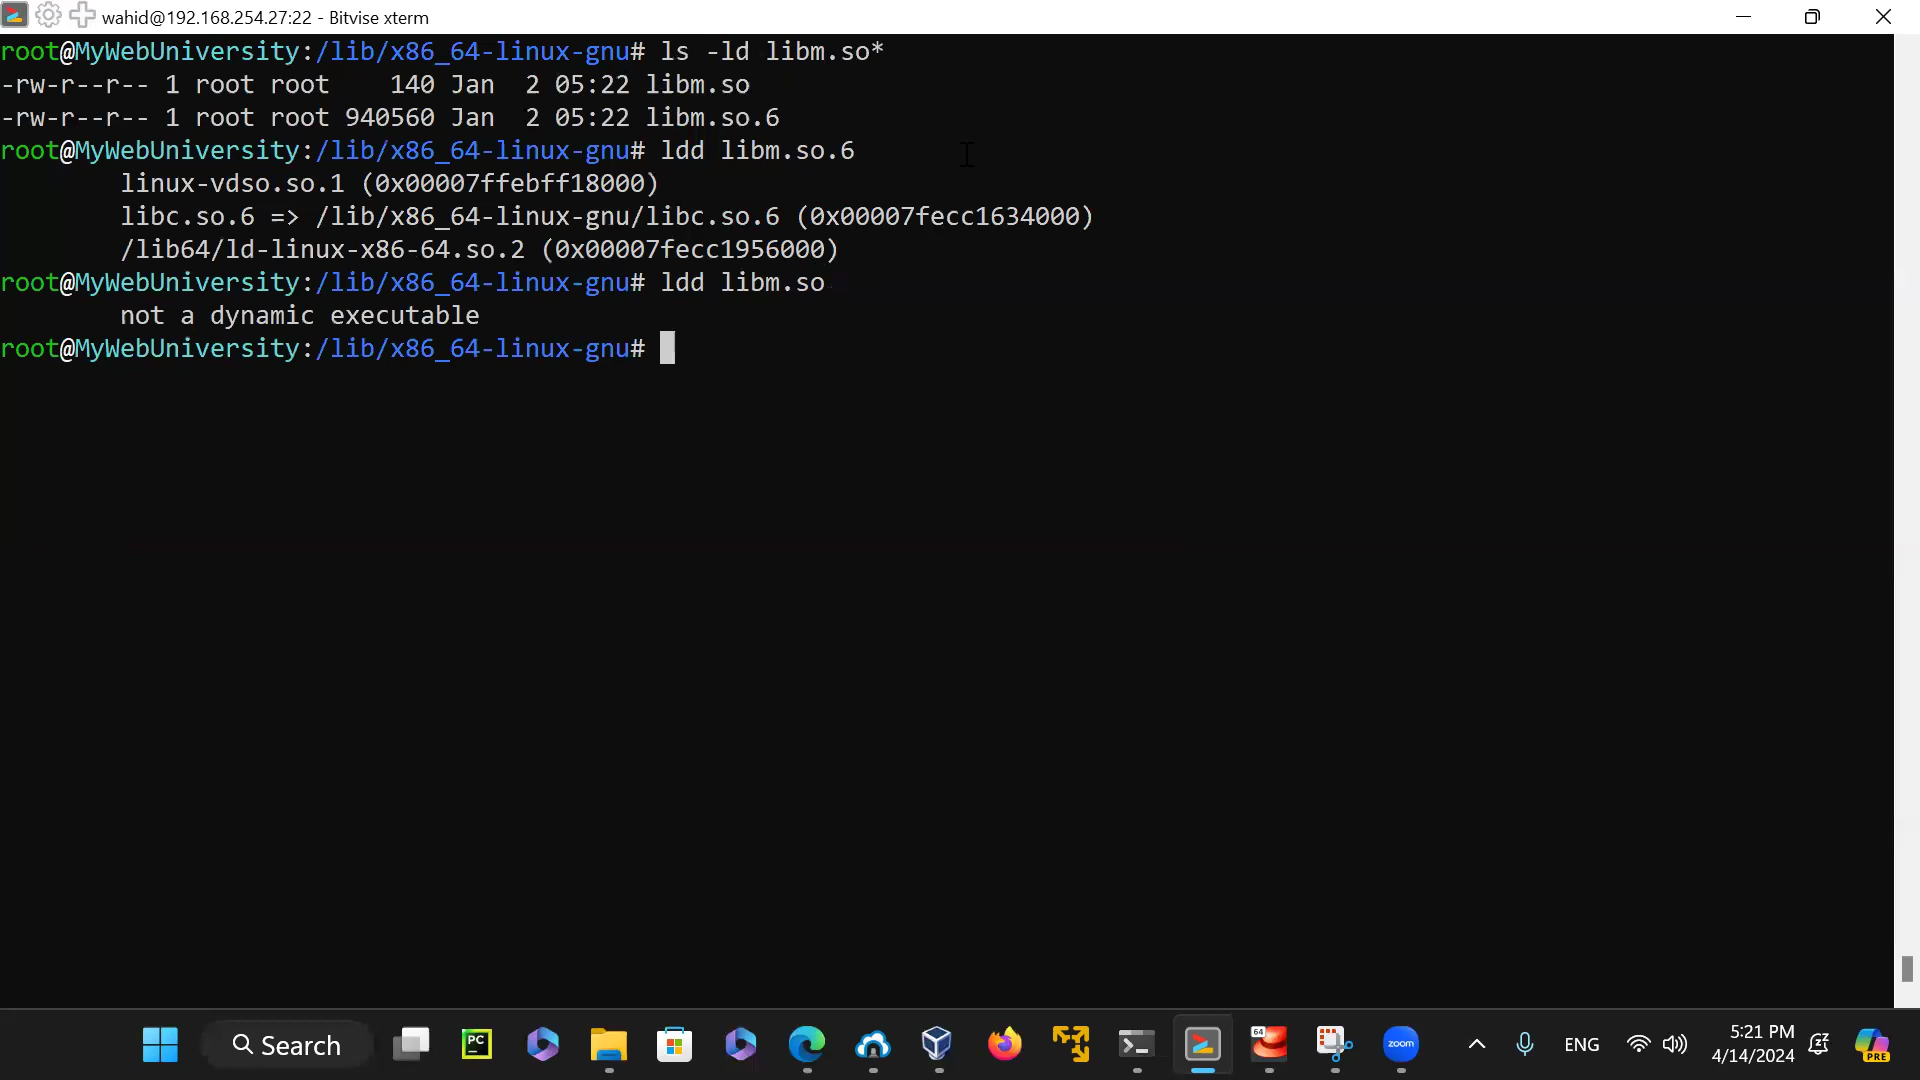 wahid@192.168.254.27:22 - Bitvise xterm
root@MyWebUniversity:/lib/x86_64-linux-gnu# ls -ld libm.so*
-rw-r--r-- 1 root root    140 Jan  2 05:22 libm.so
-rw-r--r-- 1 root root 940560 Jan  2 05:22 libm.so.6
root@MyWebUniversity:/lib/x86_64-linux-gnu# ldd libm.so.6
        linux-vdso.so.1 (0x00007ffebff18000)
        libc.so.6 => /lib/x86_64-linux-gnu/libc.so.6 (0x00007fecc1634000)
        /lib64/ld-linux-x86-64.so.2 (0x00007fecc1956000)
root@MyWebUniversity:/lib/x86_64-linux-gnu# ldd libm.so
        not a dynamic executable
root@MyWebUniversity:/lib/x86_64-linux-gnu#
Search
PC
64
zoom
ENG
5:21 PM
4/14/2024
PRE